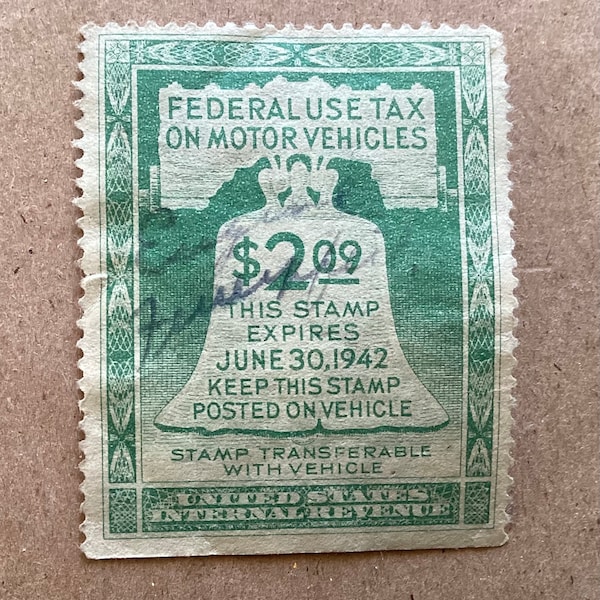 FEDERAL USE TAX
ON MOTOR VEHICLES
$2.09
THIS STAMP
EXPIRES
JUNE 30, 1942
KEEP THIS STAMP
POSTED ON VEHICLE
STAMP TRANSFERABLE
WITH VEHICLE
UNITED STATES
INTERNAL REVENUE